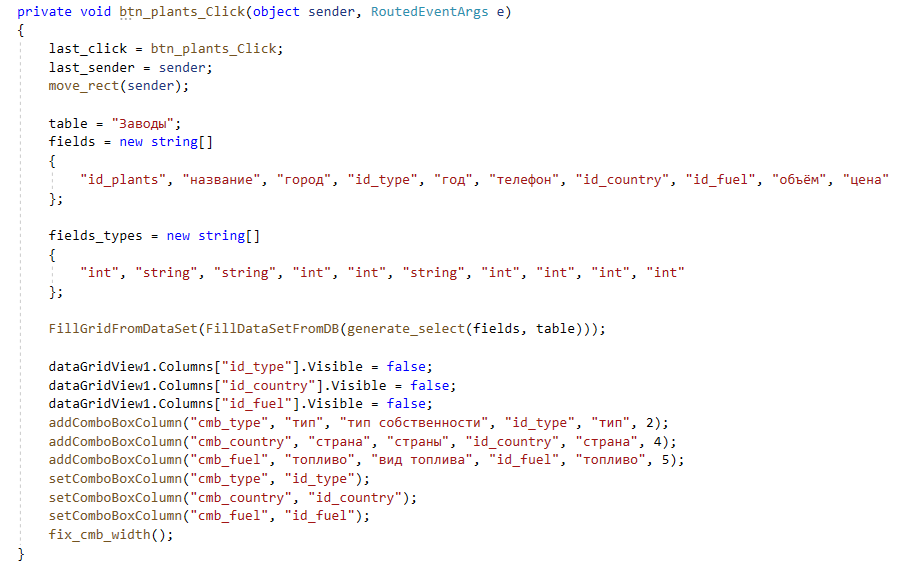 private void btn_plants_Click(object sender, RoutedEventArgs e)
{
last_click = btn_plants_Click;
last_sender = sender;
move_rect(sender);
table = "Заводы";
fields = new string[]
{
"id_plants", "название", "город", "id_type", "год", "телефон", "id_country", "id_fuel", "объём", "цена"
};
fields_types = new string[]
{
"int", "string", "string", "int", "int", "string", "int", "int", "int", "int"
};
FillGridFromDataSet(FillDataSetFromDB(generate_select(fields, table)));
dataGridView1.Columns["id_type"].Visible = false;
dataGridView1.Columns["id_country"].Visible = false;
dataGridView1.Columns["id_fuel"].Visible = false;
addComboBoxColumn("cmb_type", "тип", "тип собственности", "id_type", "тип", 2);
addComboBoxColumn("cmb_country", "страна", "страны", "id_country", "страна", 4);
addComboBoxColumn("cmb_fuel", "топливо", "вид топлива", "id_fuel", "топливо", 5);
setComboBoxColumn("cmb_type", "id_type");
setComboBoxColumn("cmb_country", "id_country");
setComboBoxColumn("cmb_fuel", "id_fuel");
fix_cmb_width();
}